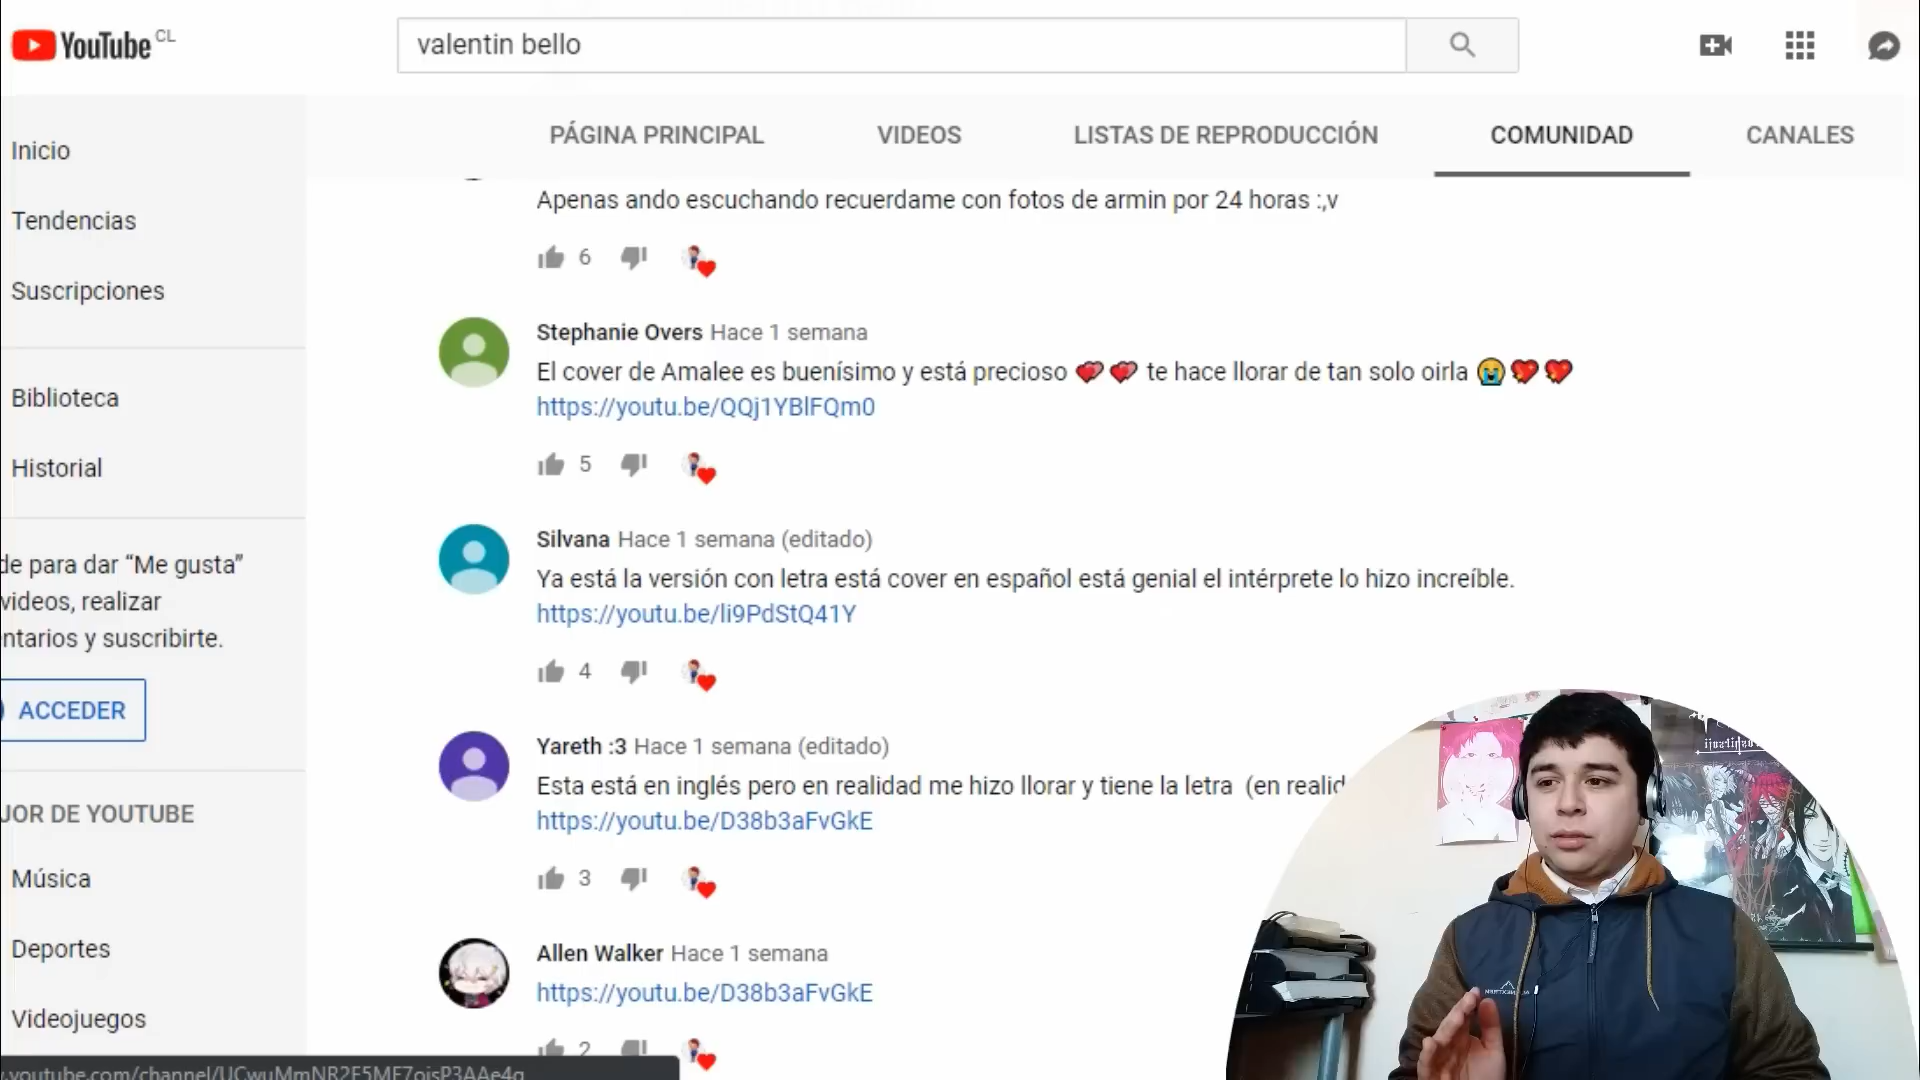 YouTube CL
valentin bello
PÁGINA PRINCIPAL
VIDEOS
LISTAS DE REPRODUCCIÓN
COMUNIDAD
CANALES
Inicio
Tendencias
Suscripciones
Biblioteca
Historial
de para dar “Me gusta”
videos, realizar
ntarios y suscribirte.
ACCEDER
JOR DE YOUTUBE
Música
Deportes
Videojuegos
Apenas ando escuchando recuerdame con fotos de armin por 24 horas :,v
6
Stephanie Overs Hace 1 semana
El cover de Amalee es buenísimo y está precioso 💕💕 te hace llorar de tan solo oirla 😭💖💖
https://youtu.be/QQj1YBlFQm0
5
Silvana Hace 1 semana (editado)
Ya está la versión con letra está cover en español está genial el intérprete lo hizo increíble.
https://youtu.be/li9PdStQ41Y
4
Yareth :3 Hace 1 semana (editado)
Esta está en inglés pero en realidad me hizo llorar y tiene la letra (en realid
https://youtu.be/D38b3aFvGkE
3
Allen Walker Hace 1 semana
https://youtu.be/D38b3aFvGkE
2